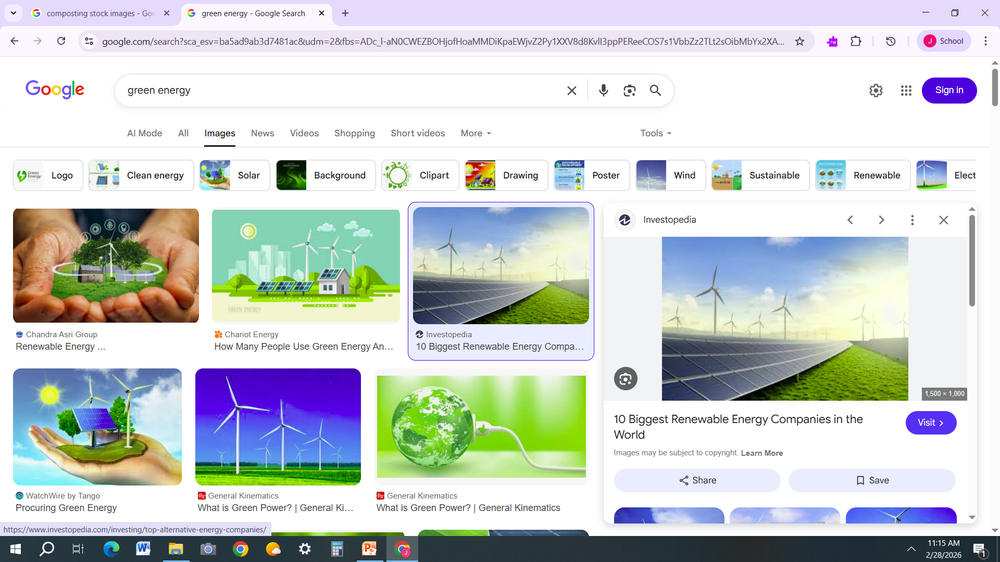 composting stock images - Goo
green energy - Google Search
google.com/search?sca_esv=ba5ad9ab3d7481ac&udm=2&fbs=ADc_l-aN0CWEZBOHjofHoaMMDiKpaEWjvZ2Py1XXV8d8KvlI3ppPEReeCOS7s1VbbZz2TLt2sOibMbYx2XA...
J School
Google
green energy
Sign in
AI Mode All Images News Videos Shopping Short videos More Tools
Green Energy
Logo Clean energy Solar Background Clipart Drawing Poster Wind Sustainable Renewable Elect
GREEN ENERGY
Chandra Asri Group
Renewable Energy ...
Chariot Energy
How Many People Use Green Energy An...
Investopedia
10 Biggest Renewable Energy Compa...
WatchWire by Tango
Procuring Green Energy
General Kinematics
What is Green Power? | General Ki...
General Kinematics
What is Green Power? | General Kinematics
Investopedia
1,500 × 1,000
10 Biggest Renewable Energy Companies in the
World
Visit
Images may be subject to copyright. Learn More
Share Save
https://www.investopedia.com/investing/top-alternative-energy-companies/
11:15 AM
2/28/2026
1